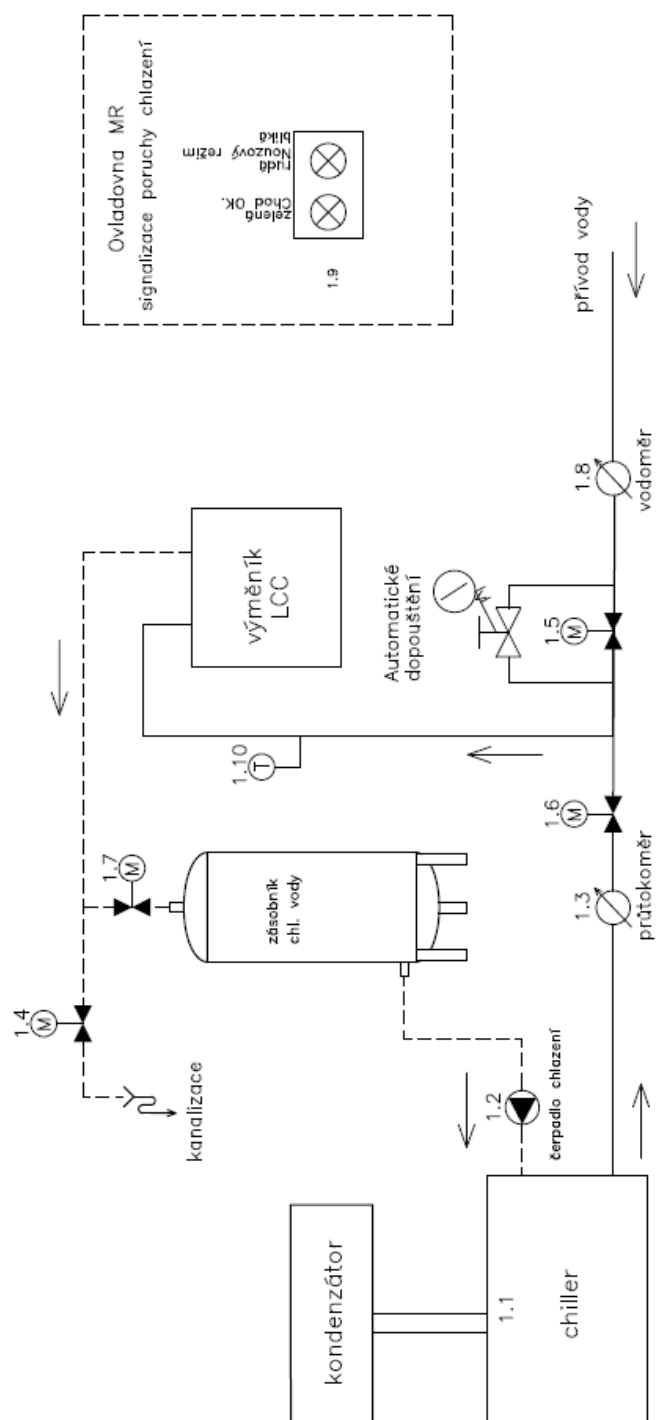 Ovladovna MR
signalizace poruchy chlazení
zelená
Chod OK.
rudá
Nouzový režim
bliká
1.9
1.4
1.7
kanalizace
zásobník
chl. vody
1.10
T
výměník
LCC
Automatické
dopouštění
kondenzátor
1.1
chiller
1.2
čerpadlo chlazení
1.3
průtokoměr
1.6
M
1.5
M
1.8
vodoměr
přívod vody
M
M